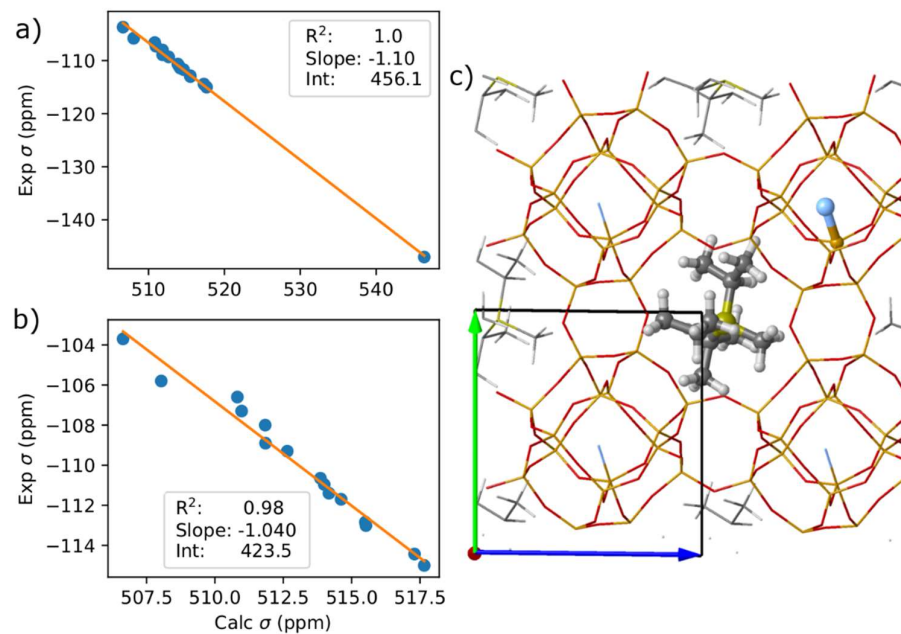 a)
Exp σ (ppm)
−110
−120
−130
−140
510
520
530
540
R²: 1.0
Slope: -1.10
Int: 456.1
b)
Exp σ (ppm)
−104
−106
−108
−110
−112
−114
507.5
510.0
512.5
515.0
517.5
Calc σ (ppm)
R²: 0.98
Slope: -1.040
Int: 423.5
c)